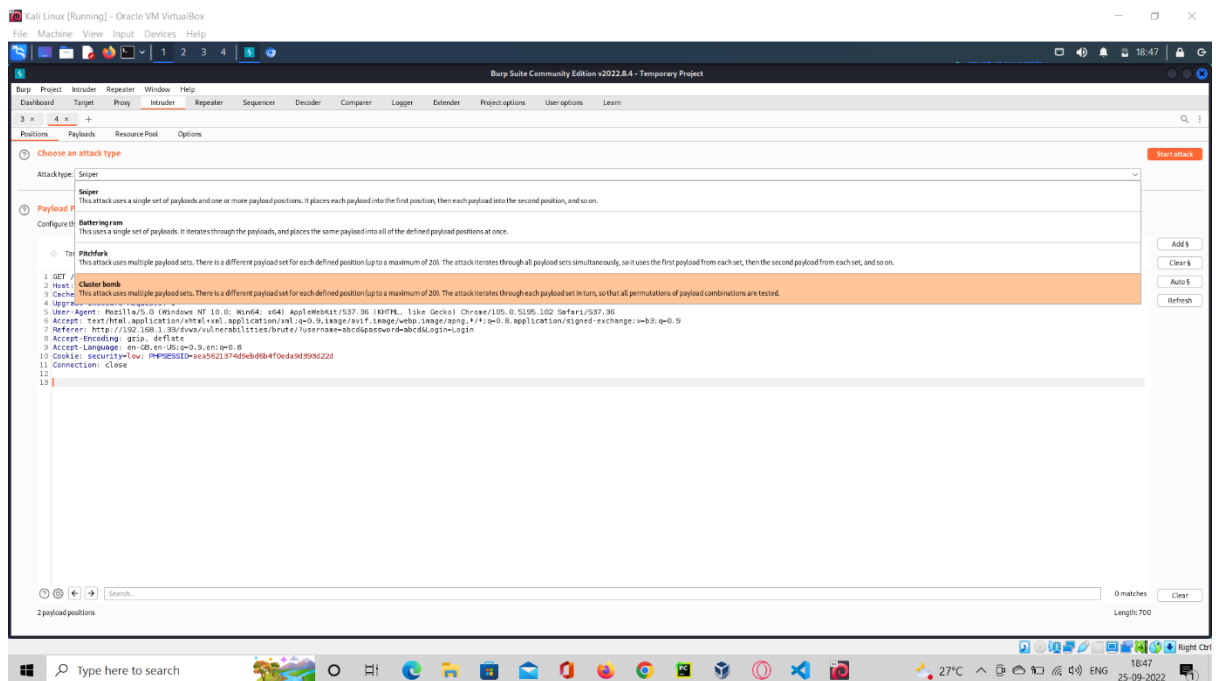 Kali Linux [Running] - Oracle VM VirtualBox
File Machine View Input Devices Help
1 2 3 4 18:47
Burp Suite Community Edition v2022.8.4 - Temporary Project
Burp Project Intruder Repeater Window Help
Dashboard Target Proxy Intruder Repeater Sequencer Decoder Comparer Logger Extender Project options User options Learn
3 × 4 × +
Positions Payloads Resource Pool Options
Choose an attack type
Start attack
Attack type: Sniper
Sniper
This attack uses a single set of payloads and one or more payload positions. It places each payload into the first position, then each payload into the second position, and so on.
Payload P
Battering ram
Configure th
This uses a single set of payloads. It iterates through the payloads, and places the same payload into all of the defined payload positions at once.
Add §
Tar
Pitchfork
This attack uses multiple payload sets. There is a different payload set for each defined position (up to a maximum of 20). The attack iterates through all payload sets simultaneously, so it uses the first payload from each set, then the second payload from each set, and so on.
Clear §
1 GET /
Cluster bomb
2 Host:
Auto §
3 Cache
This attack uses multiple payload sets. There is a different payload set for each defined position (up to a maximum of 20). The attack iterates through each payload set in turn, so that all permutations of payload combinations are tested.
Refresh
5 User-Agent: Mozilla/5.0 (Windows NT 10.0; Win64; x64) AppleWebKit/537.36 (KHTML, like Gecko) Chrome/105.0.5195.102 Safari/537.36
6 Accept: text/html,application/xhtml+xml,application/xml;q=0.9,image/avif,image/webp,image/apng,*/*;q=0.8,application/signed-exchange;v=b3;q=0.9
7 Referer: http://192.168.1.33/dvwa/vulnerabilities/brute/?username=abcd&password=abcd&Login=Login
8 Accept-Encoding: gzip, deflate
9 Accept-Language: en-GB,en-US;q=0.9,en;q=0.8
10 Cookie: security=low; PHPSESSID=aea5621374d9ebd6b4f0eda9d393d22d
11 Connection: close
12
13
Search...
0 matches
Clear
2 payload positions
Length: 700
Right Ctrl
Type here to search
27°C
ENG
18:47
25-09-2022